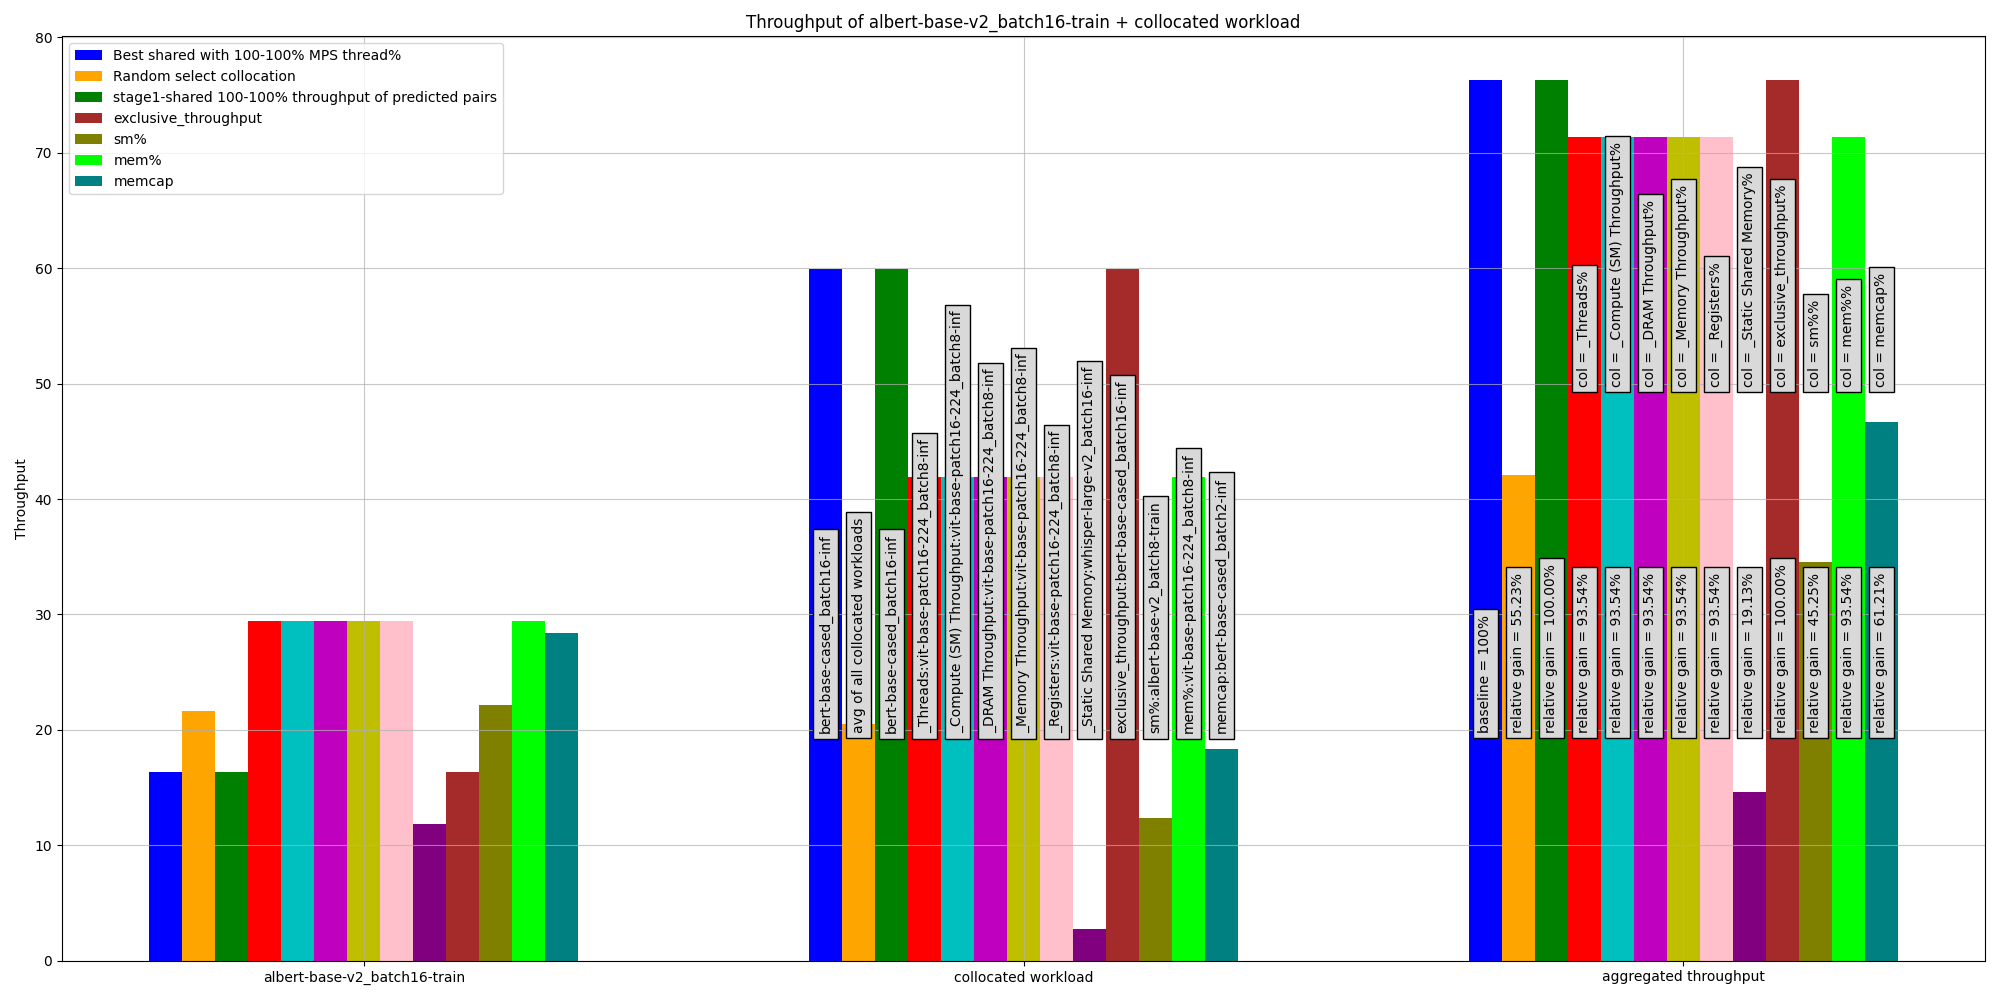 Throughput of albert-base-v2_batch16-train + collocated workload
Best shared with 100-100% MPS thread%
Random select collocation
stage1-shared 100-100% throughput of predicted pairs
exclusive_throughput
sm%
mem%
memcap
Throughput
80
70
60
50
40
30
20
10
0
bert-base-cased_batch16-inf
avg of all collocated workloads
bert-base-cased_batch16-inf
_Threads:vit-base-patch16-224_batch8-inf
_Compute (SM) Throughput:vit-base-patch16-224_batch8-inf
_DRAM Throughput:vit-base-patch16-224_batch8-inf
_Memory Throughput:vit-base-patch16-224_batch8-inf
_Registers:vit-base-patch16-224_batch8-inf
_Static Shared Memory:whisper-large-v2_batch16-inf
exclusive_throughput:bert-base-cased_batch16-inf
sm%:albert-base-v2_batch8-train
mem%:vit-base-patch16-224_batch8-inf
memcap:bert-base-cased_batch2-inf
col = _Threads%
col = _Compute (SM) Throughput%
col = _DRAM Throughput%
col = _Memory Throughput%
col = _Registers%
col = _Static Shared Memory%
col = exclusive_throughput%
col = sm%%
col = mem%%
col = memcap%
baseline = 100%
relative gain = 55.23%
relative gain = 100.00%
relative gain = 93.54%
relative gain = 93.54%
relative gain = 93.54%
relative gain = 93.54%
relative gain = 93.54%
relative gain = 19.13%
relative gain = 100.00%
relative gain = 45.25%
relative gain = 93.54%
relative gain = 61.21%
albert-base-v2_batch16-train
collocated workload
aggregated throughput